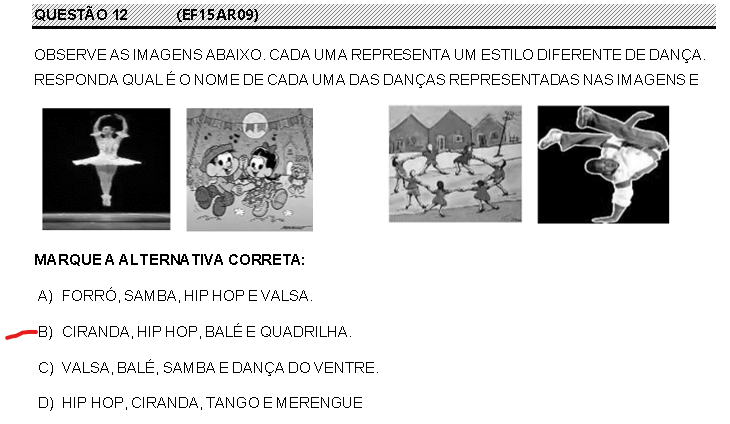 QUESTÃO 12 (EF15AR09)
OBSERVE AS IMAGENS ABAIXO. CADA UMA REPRESENTA UM ESTILO DIFERENTE DE DANÇA.
RESPONDA QUAL É O NOME DE CADA UMA DAS DANÇAS REPRESENTADAS NAS IMAGENS E
MARQUE A ALTERNATIVA CORRETA:
A) FORRÓ, SAMBA, HIP HOP E VALSA.
B) CIRANDA, HIP HOP, BALÉ E QUADRILHA.
C) VALSA, BALÉ, SAMBA E DANÇA DO VENTRE.
D) HIP HOP, CIRANDA, TANGO E MERENGUE